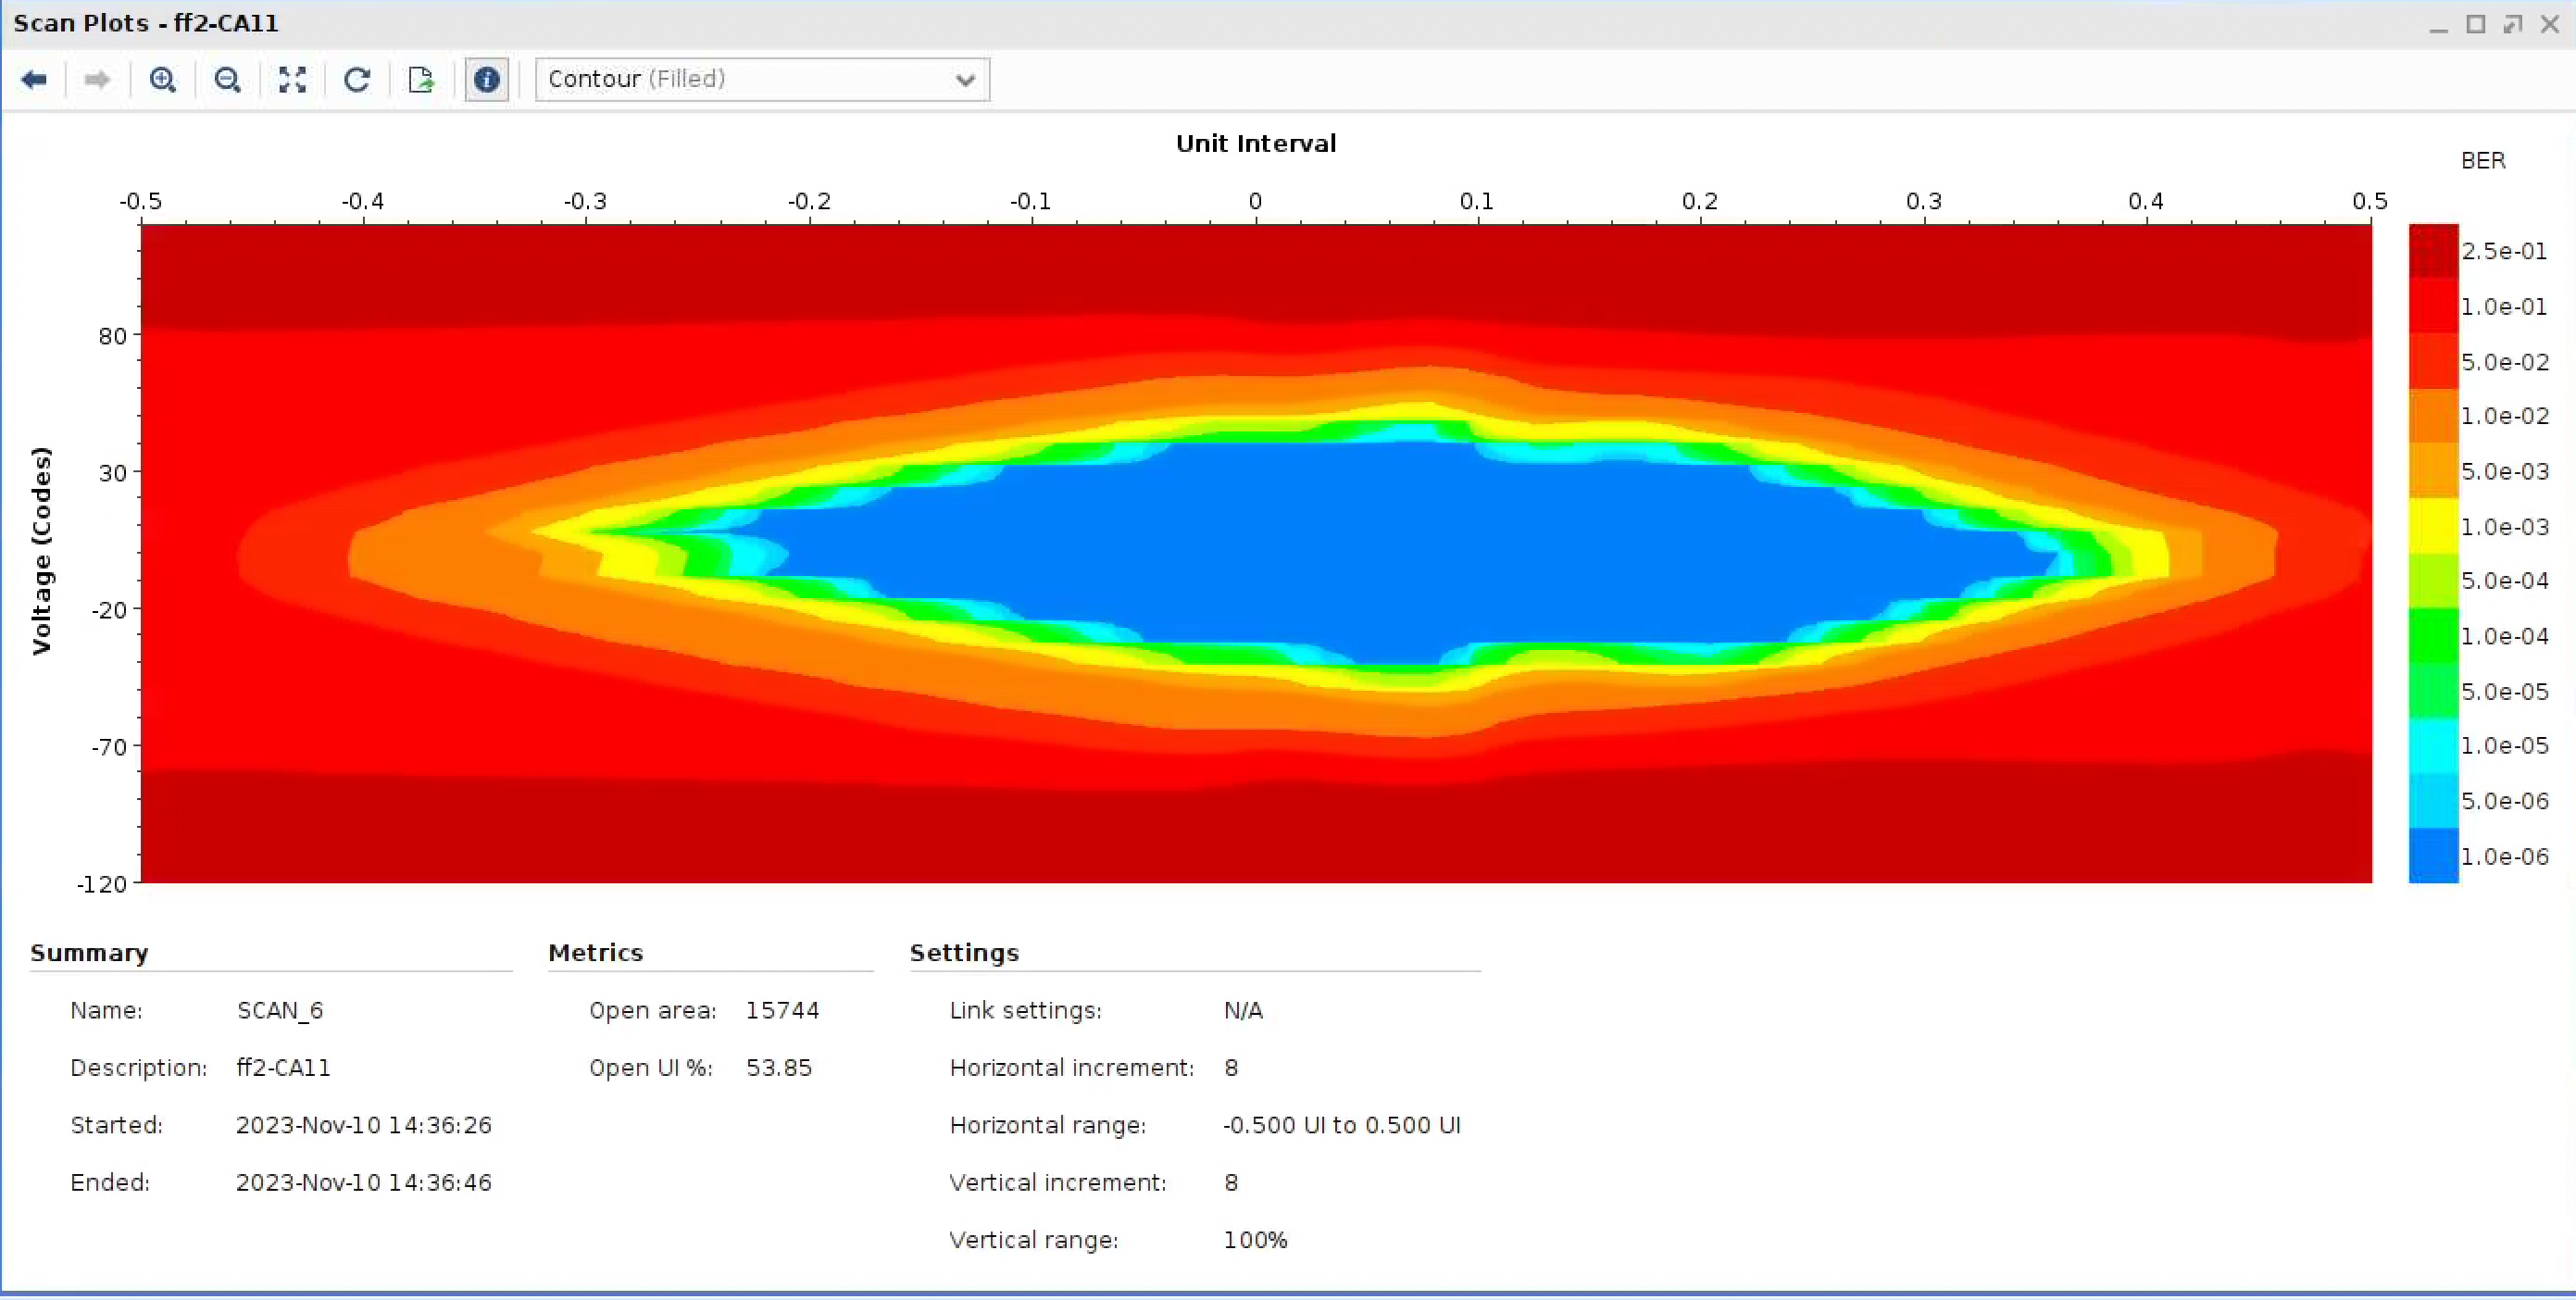 Scan Plots - ff2-CA11
Contour (Filled)
Unit Interval
BER
-0.5 -0.4 -0.3 -0.2 -0.1 0 0.1 0.2 0.3 0.4 0.5
Voltage (Codes)
80
30
-20
-70
-120
2.5e-01
1.0e-01
5.0e-02
1.0e-02
5.0e-03
1.0e-03
5.0e-04
1.0e-04
5.0e-05
1.0e-05
5.0e-06
1.0e-06
Summary
Name: SCAN_6
Description: ff2-CA11
Started: 2023-Nov-10 14:36:26
Ended: 2023-Nov-10 14:36:46
Metrics
Open area: 15744
Open UI %: 53.85
Settings
Link settings: N/A
Horizontal increment: 8
Horizontal range: -0.500 UI to 0.500 UI
Vertical increment: 8
Vertical range: 100%